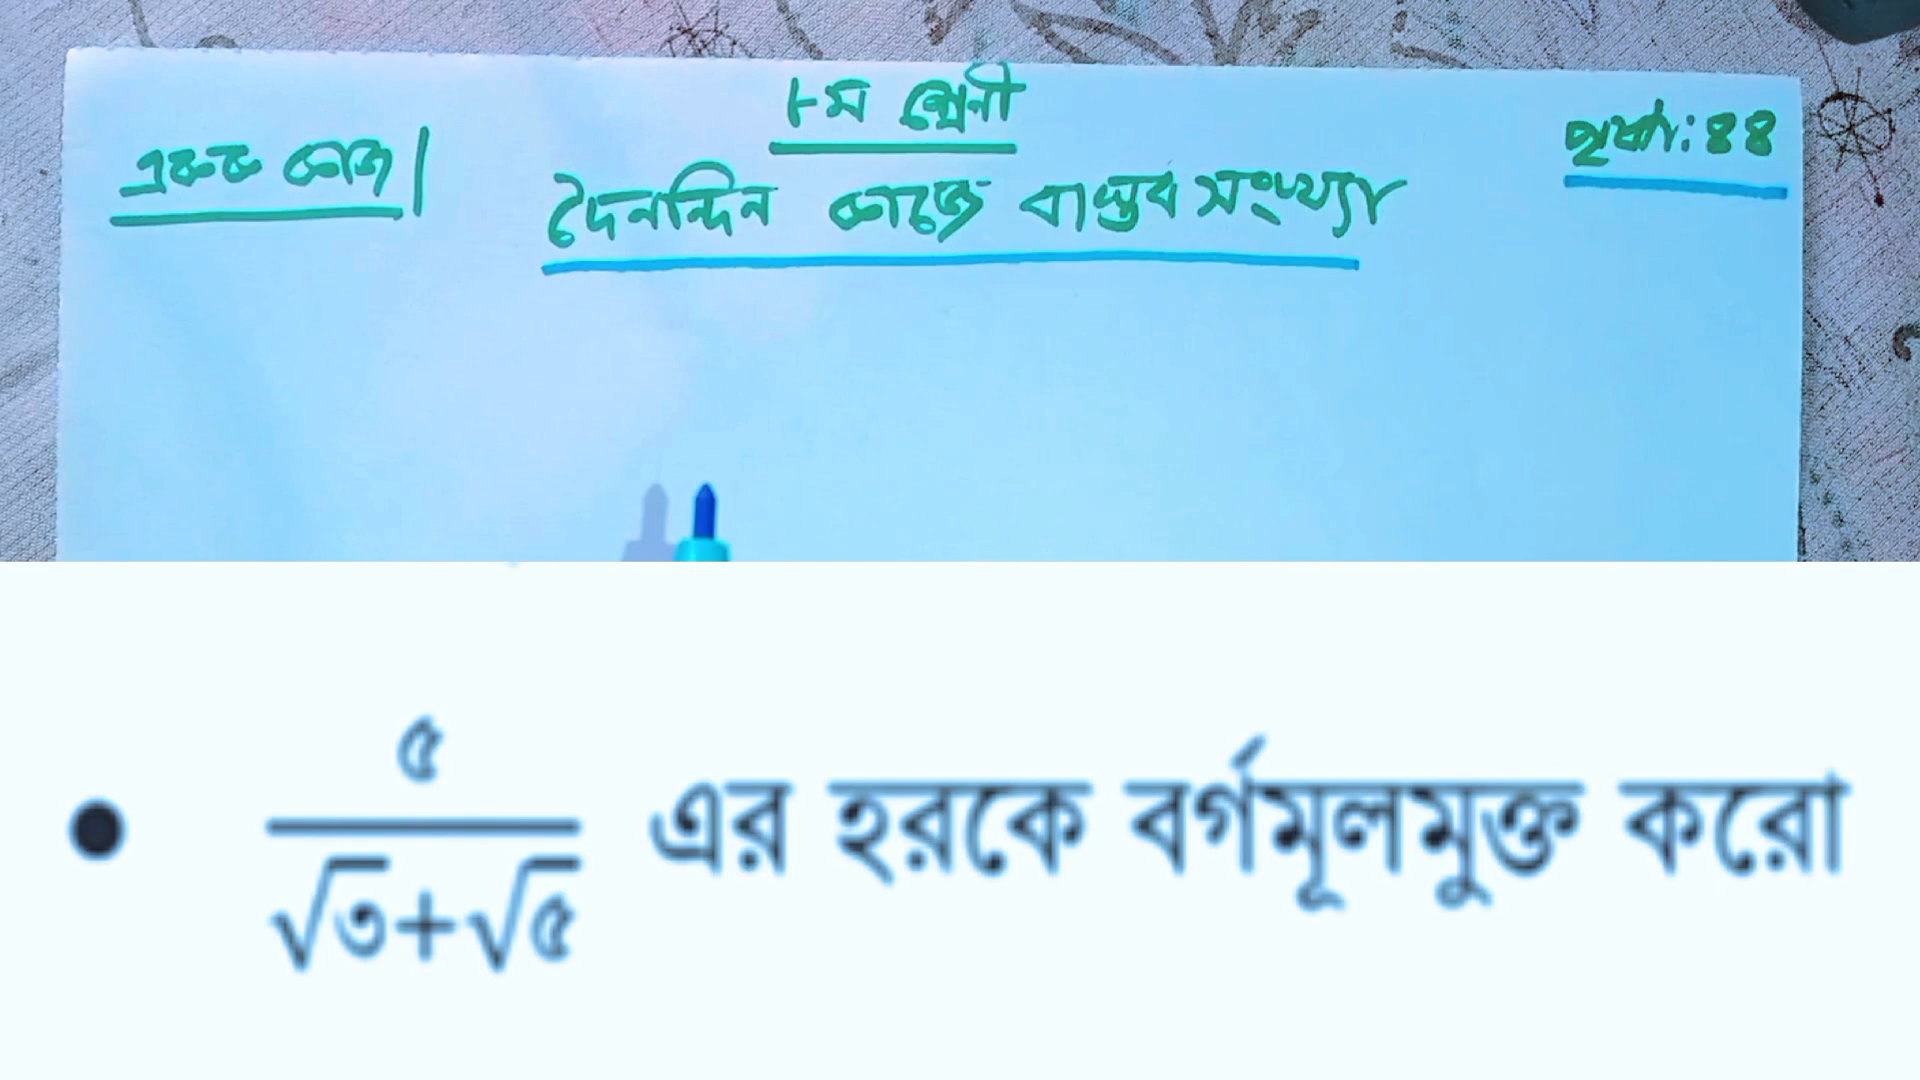 ৮ম শ্রেনী
একক কাজ।
পৃষ্ঠা: ৪৪
দৈনন্দিন কাজে বাস্তব সংখ্যা
• ৫/(√৩+√৫) এর হরকে বর্গমূলমুক্ত করো